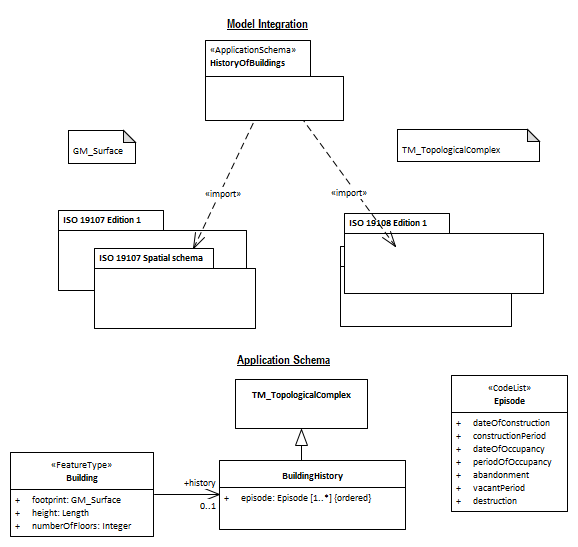 Model Integration
«ApplicationSchema»
HistoryOfBuildings
GM_Surface
TM_TopologicalComplex
«import»
«import»
ISO 19107 Edition 1
ISO 19107 Spatial schema
ISO 19108 Edition 1
Application Schema
TM_TopologicalComplex
«CodeList»
Episode
+ dateOfConstruction
+ constructionPeriod
+ dateOfOccupancy
+ periodOfOccupancy
+ abandonment
+ vacantPeriod
+ destruction
«FeatureType»
Building
+ footprint: GM_Surface
+ height: Length
+ numberOfFloors: Integer
+history
0..1
BuildingHistory
+ episode: Episode [1..*] {ordered}